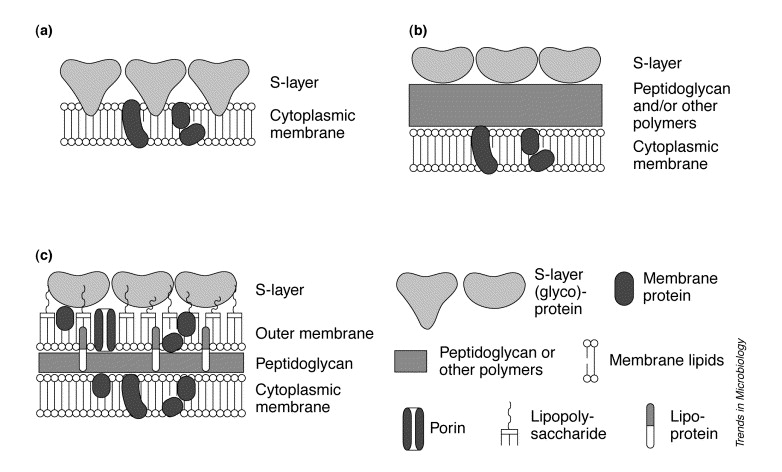 (a)
S-layer
Cytoplasmic
membrane
(b)
S-layer
Peptidoglycan
and/or other
polymers
Cytoplasmic
membrane
(c)
S-layer
Outer membrane
Peptidoglycan
Cytoplasmic
membrane
S-layer
(glyco)-
protein
Membrane
protein
Peptidoglycan or
other polymers
Membrane lipids
Porin
Lipopoly-
saccharide
Lipo-
protein
Trends in Microbiology